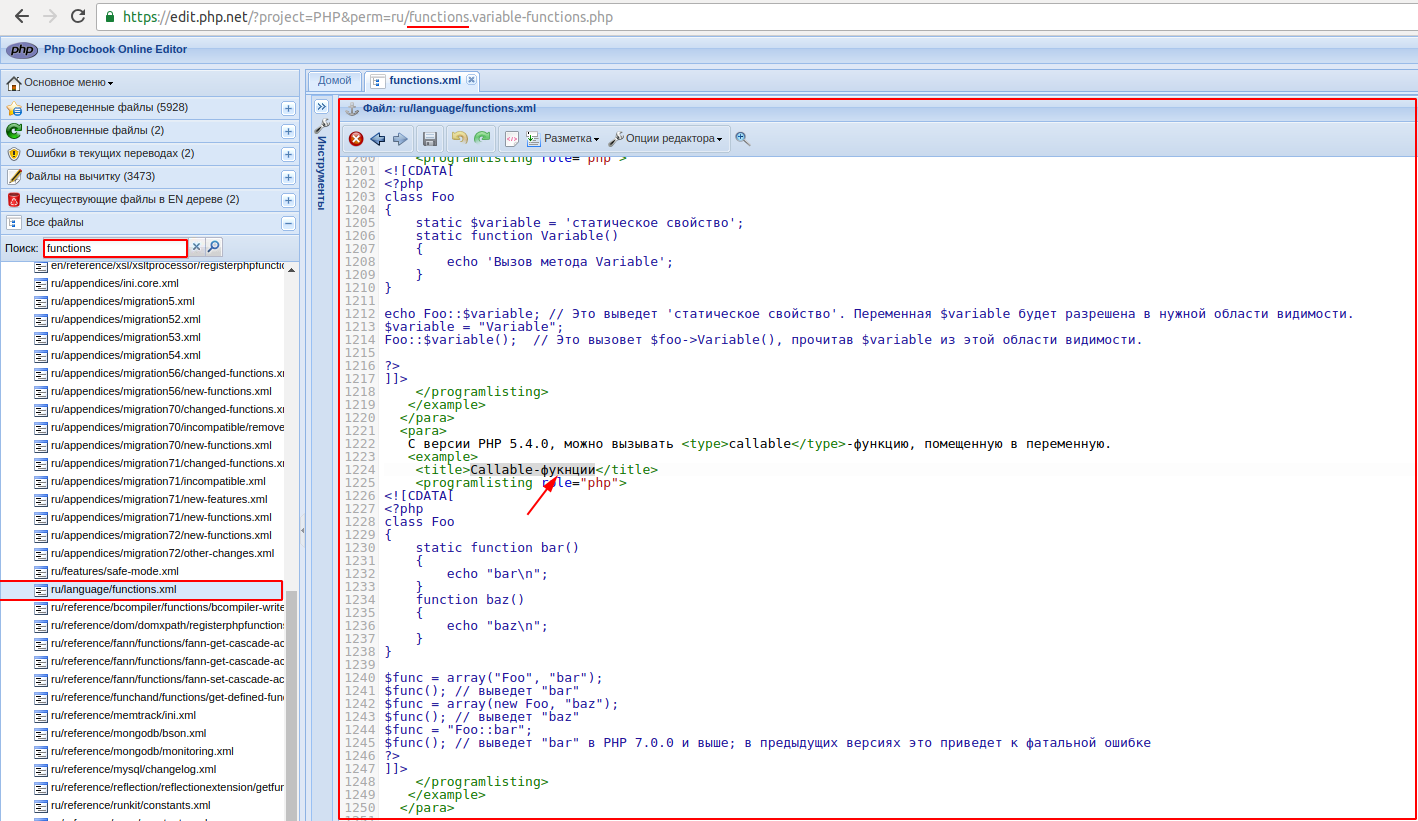 https://edit.php.net/?project=PHP&perm=ru/functions.variable-functions.php
php Php Docbook Online Editor
Основное меню
Непереведенные файлы (5928)
Необновленные файлы (2)
Ошибки в текущих переводах (2)
Файлы на вычитку (3473)
Несуществующие файлы в EN дереве (2)
Все файлы
Поиск: functions
en/reference/xsl/xsltprocessor/registerphpfunctio
ru/appendices/ini.core.xml
ru/appendices/migration5.xml
ru/appendices/migration52.xml
ru/appendices/migration53.xml
ru/appendices/migration54.xml
ru/appendices/migration56/changed-functions.xm
ru/appendices/migration56/new-functions.xml
ru/appendices/migration70/changed-functions.xm
ru/appendices/migration70/incompatible/remove
ru/appendices/migration70/new-functions.xml
ru/appendices/migration71/changed-functions.xm
ru/appendices/migration71/incompatible.xml
ru/appendices/migration71/new-features.xml
ru/appendices/migration71/new-functions.xml
ru/appendices/migration72/new-functions.xml
ru/appendices/migration72/other-changes.xml
ru/features/safe-mode.xml
ru/language/functions.xml
ru/reference/bcompiler/functions/bcompiler-write
ru/reference/dom/domxpath/registerphpfunctions
ru/reference/fann/functions/fann-get-cascade-ac
ru/reference/fann/functions/fann-get-cascade-ac
ru/reference/fann/functions/fann-set-cascade-ac
ru/reference/funchand/functions/get-defined-fun
ru/reference/memtrack/ini.xml
ru/reference/mongodb/bson.xml
ru/reference/mongodb/monitoring.xml
ru/reference/mysql/changelog.xml
ru/reference/reflection/reflectionextension/getfun
ru/reference/runkit/constants.xml
Домой functions.xml
Инструменты
Файл: ru/language/functions.xml
Разметка Опции редактора
1200     <programlisting role="php">
1201 <![CDATA[
1202 <?php
1203 class Foo
1204 {
1205     static $variable = 'статическое свойство';
1206     static function Variable()
1207     {
1208         echo 'Вызов метода Variable';
1209     }
1210 }
1211
1212 echo Foo::$variable; // Это выведет 'статическое свойство'. Переменная $variable будет разрешена в нужной области видимости.
1213 $variable = "Variable";
1214 Foo::$variable();  // Это вызовет $foo->Variable(), прочитав $variable из этой области видимости.
1215
1216 ?>
1217 ]]>
1218     </programlisting>
1219    </example>
1220   </para>
1221   <para>
1222    С версии PHP 5.4.0, можно вызывать <type>callable</type>-функцию, помещенную в переменную.
1223    <example>
1224     <title>Callable-фукнции</title>
1225     <programlisting role="php">
1226 <![CDATA[
1227 <?php
1228 class Foo
1229 {
1230     static function bar()
1231     {
1232         echo "bar\n";
1233     }
1234     function baz()
1235     {
1236         echo "baz\n";
1237     }
1238 }
1239
1240 $func = array("Foo", "bar");
1241 $func(); // выведет "bar"
1242 $func = array(new Foo, "baz");
1243 $func(); // выведет "baz"
1244 $func = "Foo::bar";
1245 $func(); // выведет "bar" в PHP 7.0.0 и выше; в предыдущих версиях это приведет к фатальной ошибке
1246 ?>
1247 ]]>
1248     </programlisting>
1249    </example>
1250   </para>